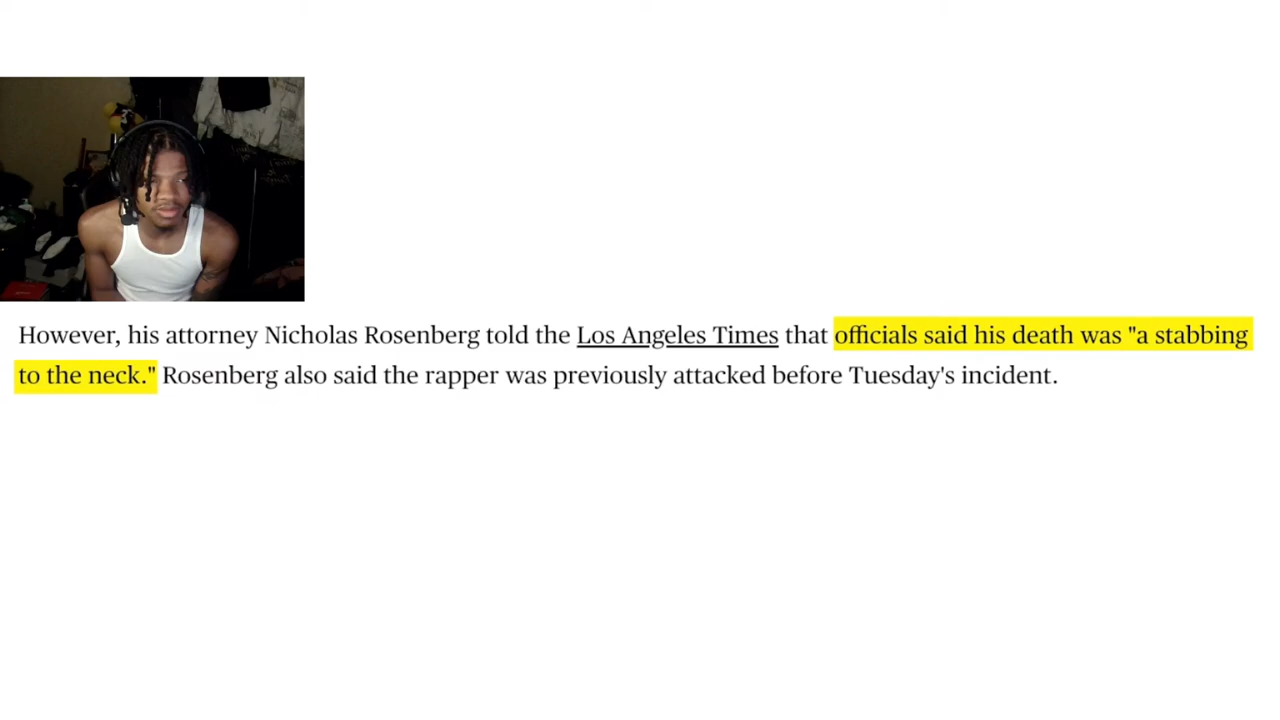 However, his attorney Nicholas Rosenberg told the Los Angeles Times that officials said his death was "a stabbing
to the neck." Rosenberg also said the rapper was previously attacked before Tuesday's incident.